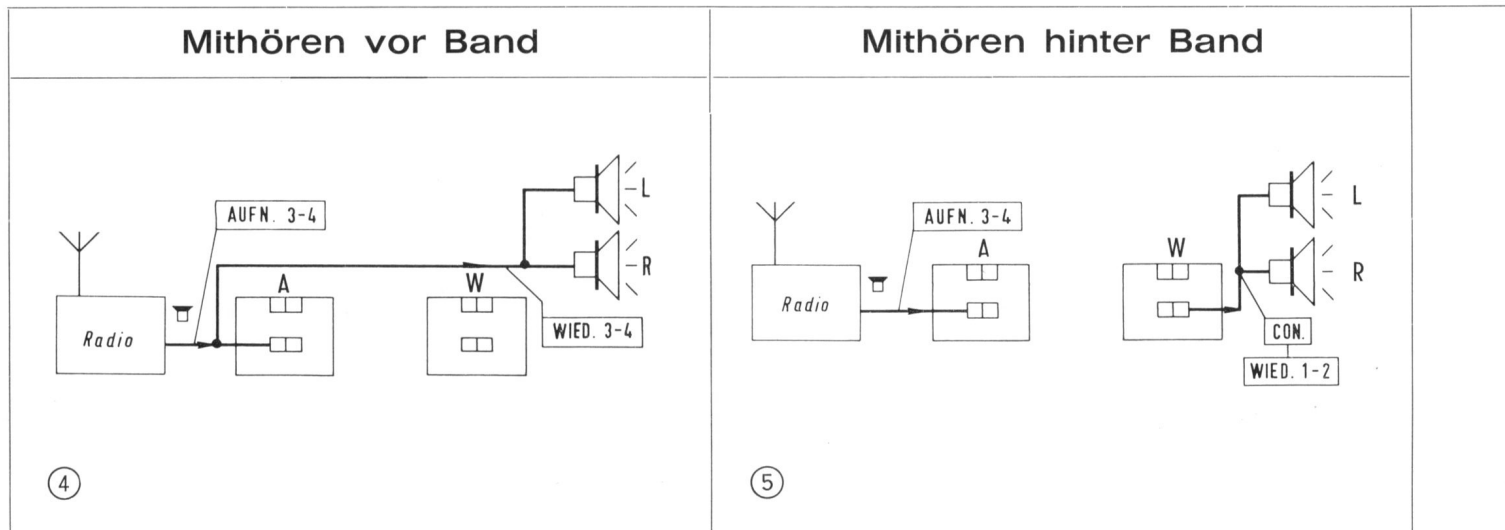 Mithören vor Band
AUFN. 3-4
L
R
A
W
Radio
WIED. 3-4
4
Mithören hinter Band
AUFN. 3-4
L
A
W
R
Radio
CON.
WIED. 1-2
5